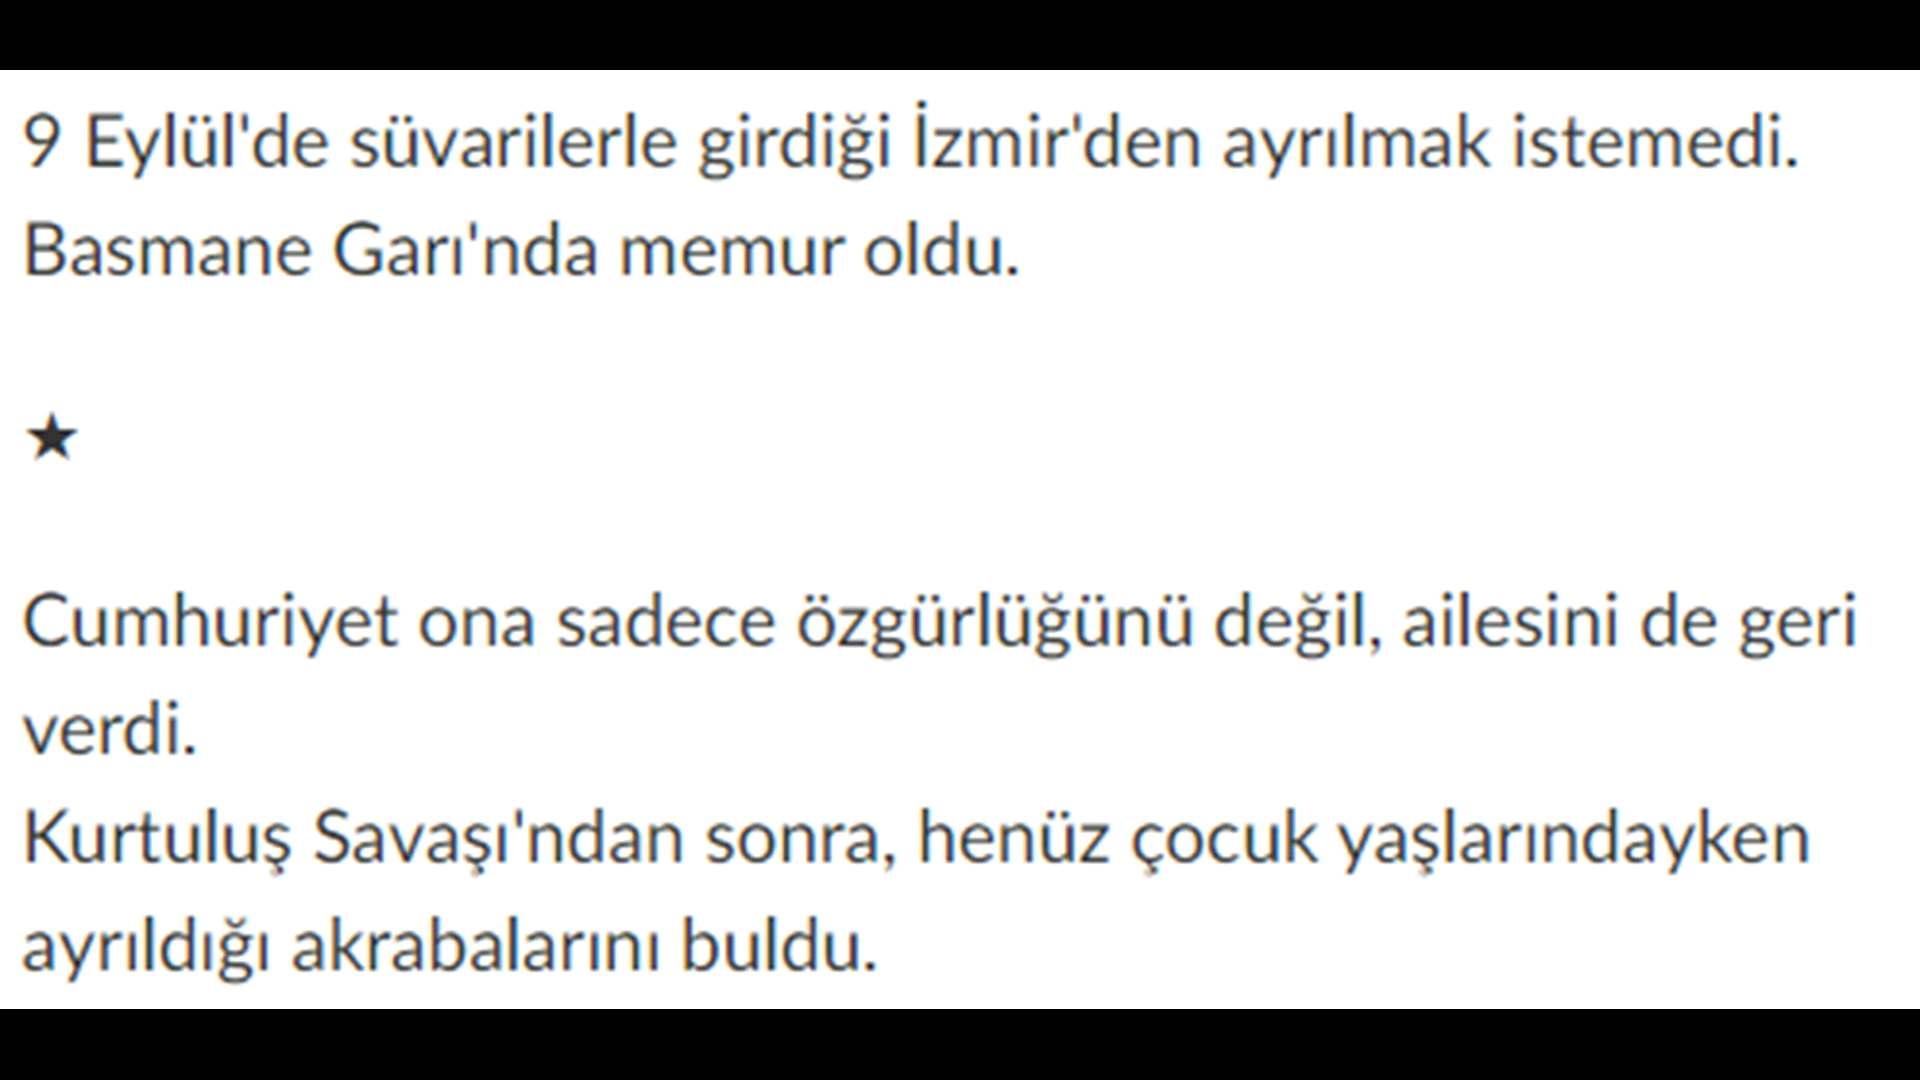 9 Eylül'de süvarilerle girdiği İzmir'den ayrılmak istemedi.
Basmane Garı'nda memur oldu.
★
Cumhuriyet ona sadece özgürlüğünü değil, ailesini de geri
verdi.
Kurtuluş Savaşı'ndan sonra, henüz çocuk yaşlarındayken
ayrıldığı akrabalarını buldu.